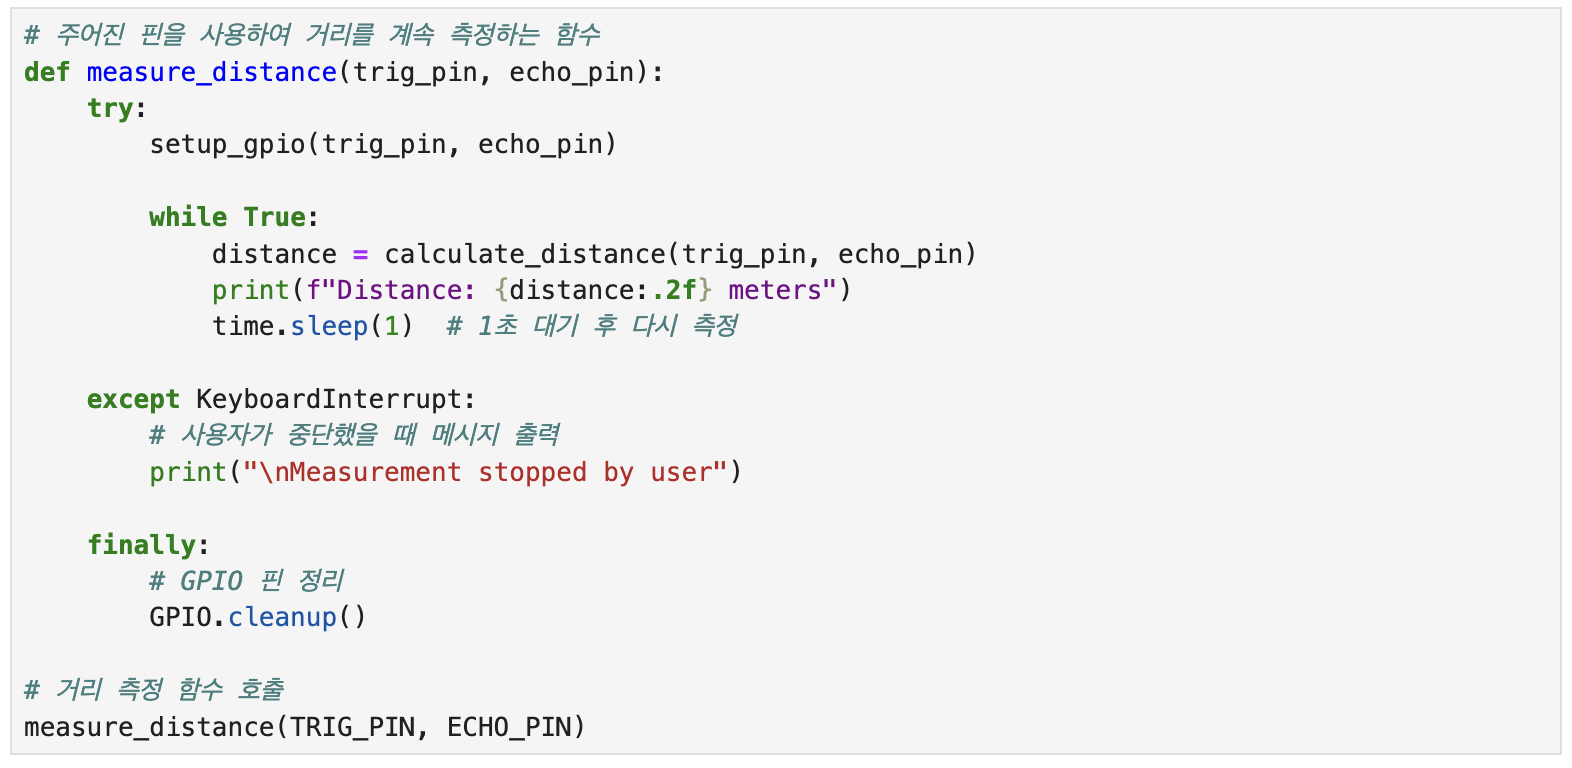 # 주어진 핀을 사용하여 거리를 계속 측정하는 함수
def measure_distance(trig_pin, echo_pin):
    try:
        setup_gpio(trig_pin, echo_pin)

        while True:
            distance = calculate_distance(trig_pin, echo_pin)
            print(f"Distance: {distance:.2f} meters")
            time.sleep(1)  # 1초 대기 후 다시 측정

    except KeyboardInterrupt:
        # 사용자가 중단했을 때 메시지 출력
        print("\nMeasurement stopped by user")

    finally:
        # GPIO 핀 정리
        GPIO.cleanup()

# 거리 측정 함수 호출
measure_distance(TRIG_PIN, ECHO_PIN)